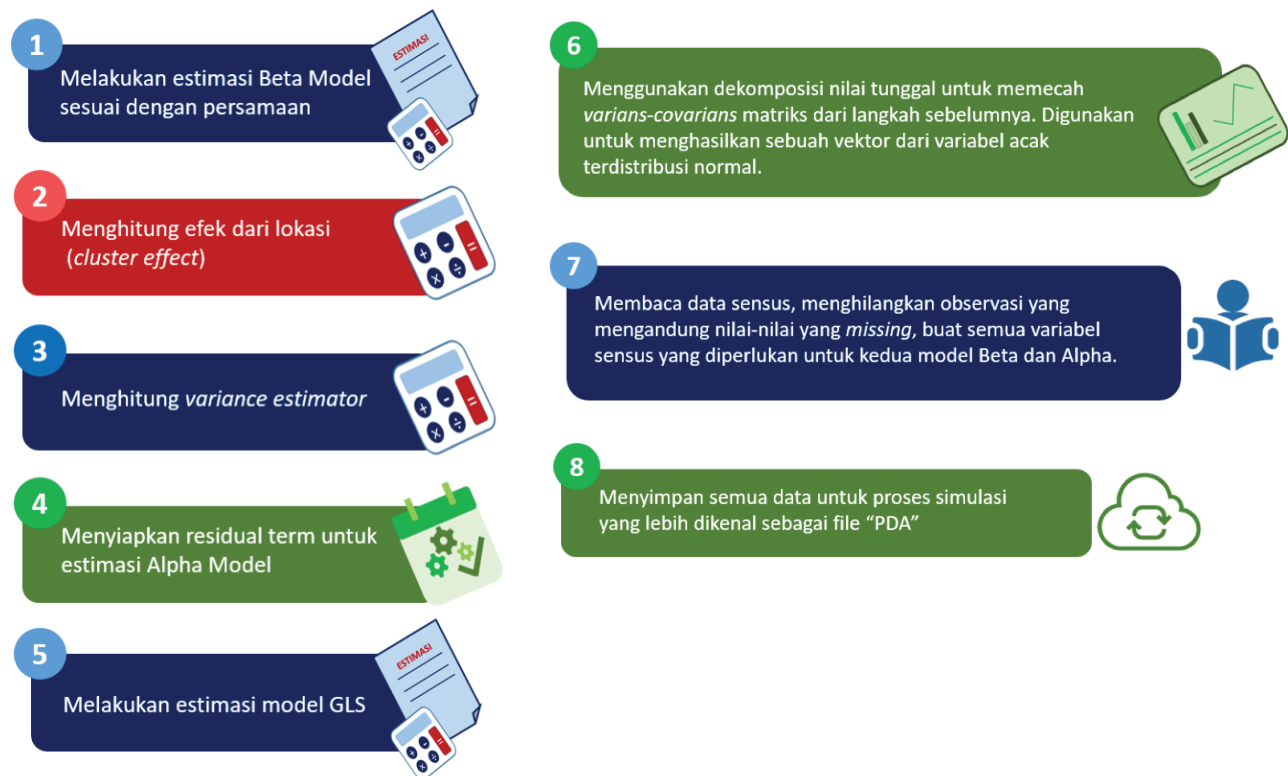 1
ESTIMASI
Melakukan estimasi Beta Model
sesuai dengan persamaan
2
Menghitung efek dari lokasi
(cluster effect)
3
Menghitung variance estimator
4
Menyiapkan residual term untuk
estimasi Alpha Model
5
ESTIMASI
Melakukan estimasi model GLS
6
Menggunakan dekomposisi nilai tunggal untuk memecah
varians-covarians matriks dari langkah sebelumnya. Digunakan
untuk menghasilkan sebuah vektor dari variabel acak
terdistribusi normal.
7
Membaca data sensus, menghilangkan observasi yang
mengandung nilai-nilai yang missing, buat semua variabel
sensus yang diperlukan untuk kedua model Beta dan Alpha.
8
Menyimpan semua data untuk proses simulasi
yang lebih dikenal sebagai file “PDA”